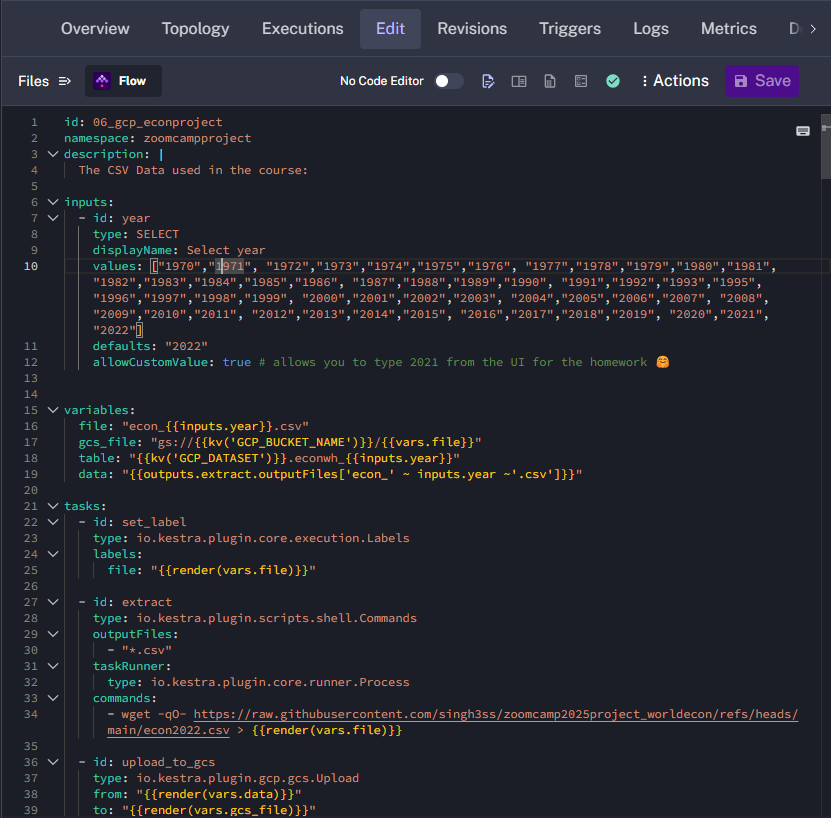 Overview Topology Executions Edit Revisions Triggers Logs Metrics
Files Flow No Code Editor Actions Save
1 id: 06_gcp_econproject
2 namespace: zoomcampproject
3 description: |
4 The CSV Data used in the course:
5
6 inputs:
7 - id: year
8 type: SELECT
9 displayName: Select year
10 values: ["1970","1971", "1972","1973","1974","1975","1976", "1977","1978","1979","1980","1981",
"1982","1983","1984","1985","1986", "1987","1988","1989","1990", "1991","1992","1993","1995",
"1996","1997","1998","1999", "2000","2001","2002","2003", "2004","2005","2006","2007", "2008",
"2009","2010","2011", "2012","2013","2014","2015", "2016","2017","2018","2019", "2020","2021",
"2022"]
11 defaults: "2022"
12 allowCustomValue: true # allows you to type 2021 from the UI for the homework 🤗
13
14
15 variables:
16 file: "econ_{{inputs.year}}.csv"
17 gcs_file: "gs://{{kv('GCP_BUCKET_NAME')}}/{{vars.file}}"
18 table: "{{kv('GCP_DATASET')}}.econwh_{{inputs.year}}"
19 data: "{{outputs.extract.outputFiles['econ_' ~ inputs.year ~'.csv']}}"
20
21 tasks:
22 - id: set_label
23 type: io.kestra.plugin.core.execution.Labels
24 labels:
25 file: "{{render(vars.file)}}"
26
27 - id: extract
28 type: io.kestra.plugin.scripts.shell.Commands
29 outputFiles:
30 - "*.csv"
31 taskRunner:
32 type: io.kestra.plugin.core.runner.Process
33 commands:
34 - wget -qO- https://raw.githubusercontent.com/singh3ss/zoomcamp2025project_worldecon/refs/heads/
main/econ2022.csv > {{render(vars.file)}}
35
36 - id: upload_to_gcs
37 type: io.kestra.plugin.gcp.gcs.Upload
38 from: "{{render(vars.data)}}"
39 to: "{{render(vars.gcs_file)}}"